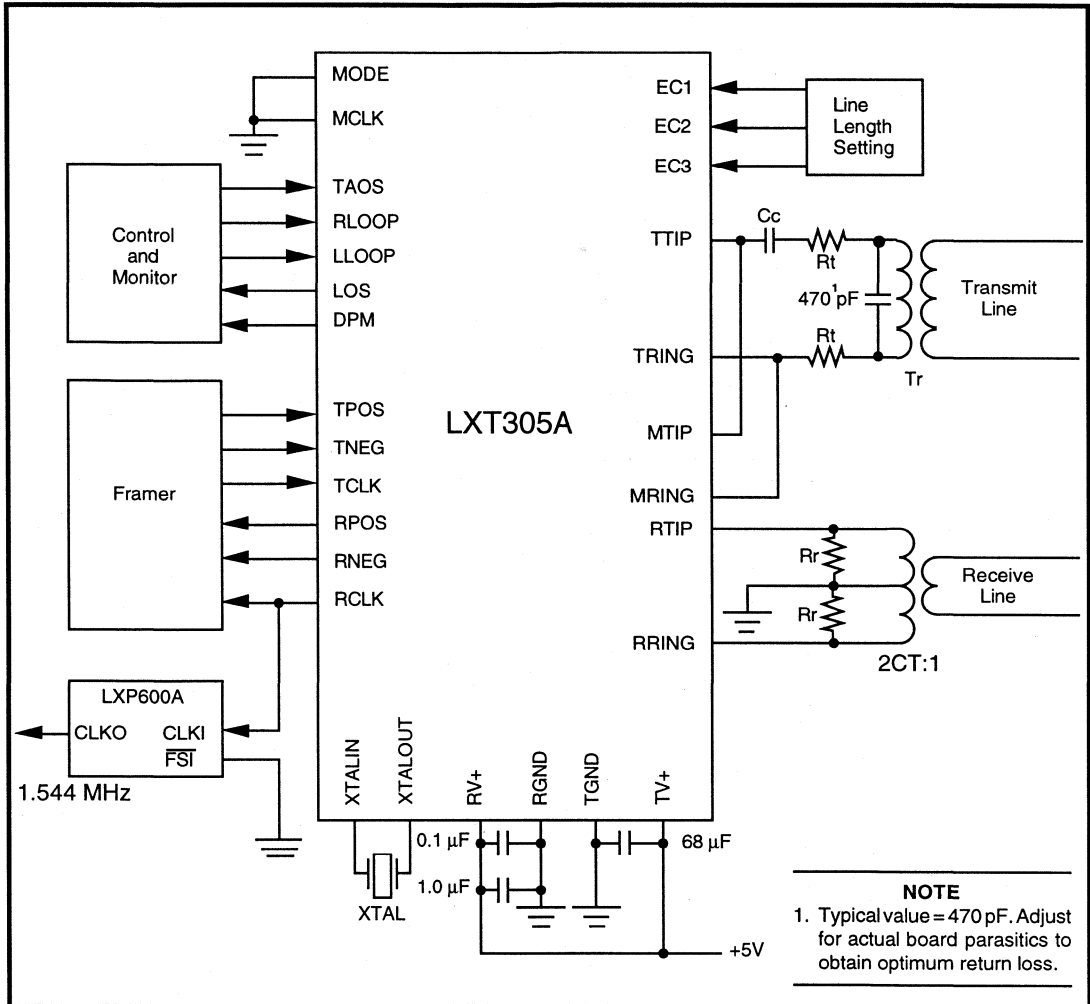 MODE
MCLK
TAOS
RLOOP
LLOOP
LOS
DPM
Control
and
Monitor
TPOS
TNEG
TCLK
RPOS
RNEG
RCLK
Framer
LXP600A
CLKO
CLKI
FSI
1.544 MHz
LXT305A
EC1
EC2
EC3
Line
Length
Setting
TTIP
Cc
Rt
470¹pF
Rt
TRING
Tr
Transmit
Line
MTIP
MRING
RTIP
Rr
Rr
RRING
2CT:1
Receive
Line
XTALIN
XTALOUT
RV+
RGND
TGND
TV+
0.1 µF
1.0 µF
68 µF
XTAL
+5V
NOTE
1. Typical value = 470 pF. Adjust
for actual board parasitics to
obtain optimum return loss.